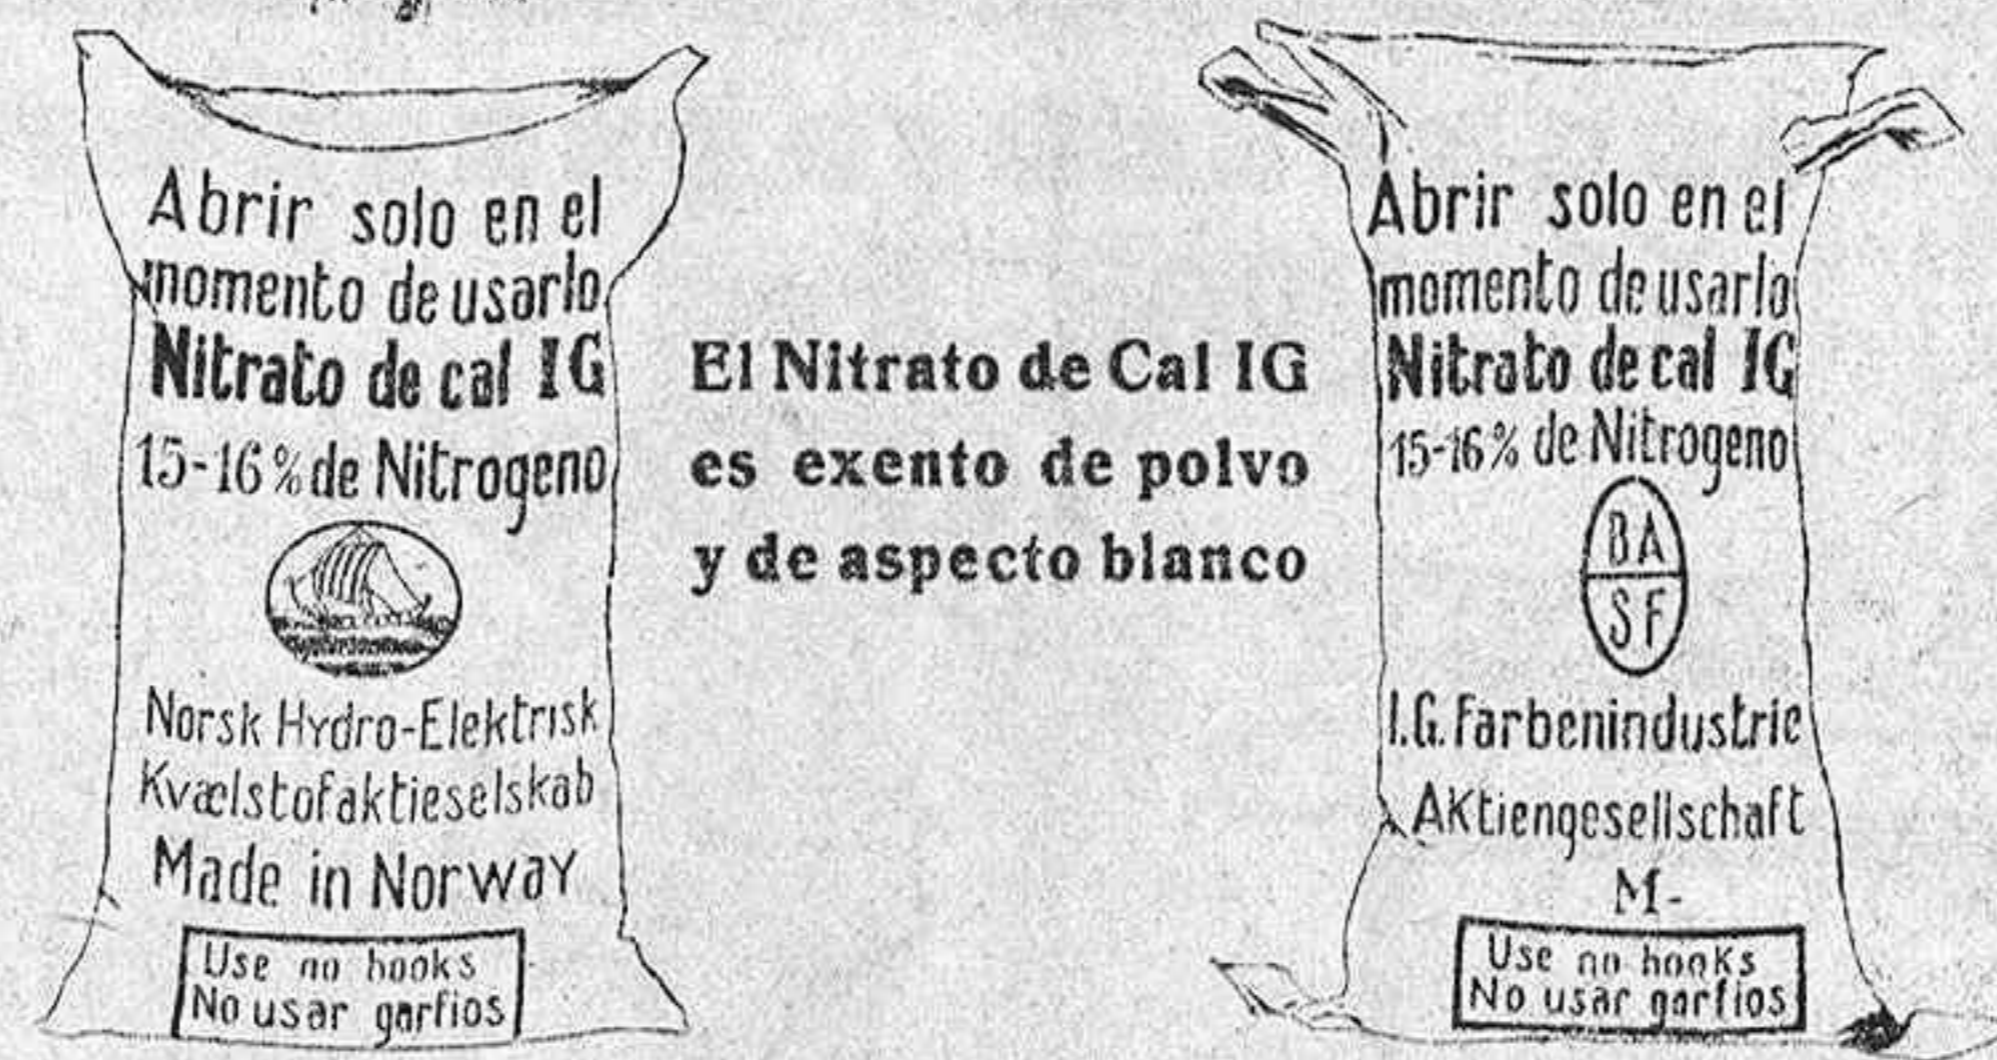 Abrir solo en el
momento de usarlo
Nitrato de cal IG
15-16% de Nitrogeno
Norsk Hydro-Elektrisk
Kvælstofaktieselskab
Made in Norway
Use no hooks
No usar garfios
El Nitrato de Cal IG
es exento de polvo
y de aspecto blanco
Abrir solo en el
momento de usarlo
Nitrato de cal IG
15-16% de Nitrogeno
BA
SF
I.G. Farbenindustrie
Aktiengesellschaft
M-
Use no hooks
No usar garfios